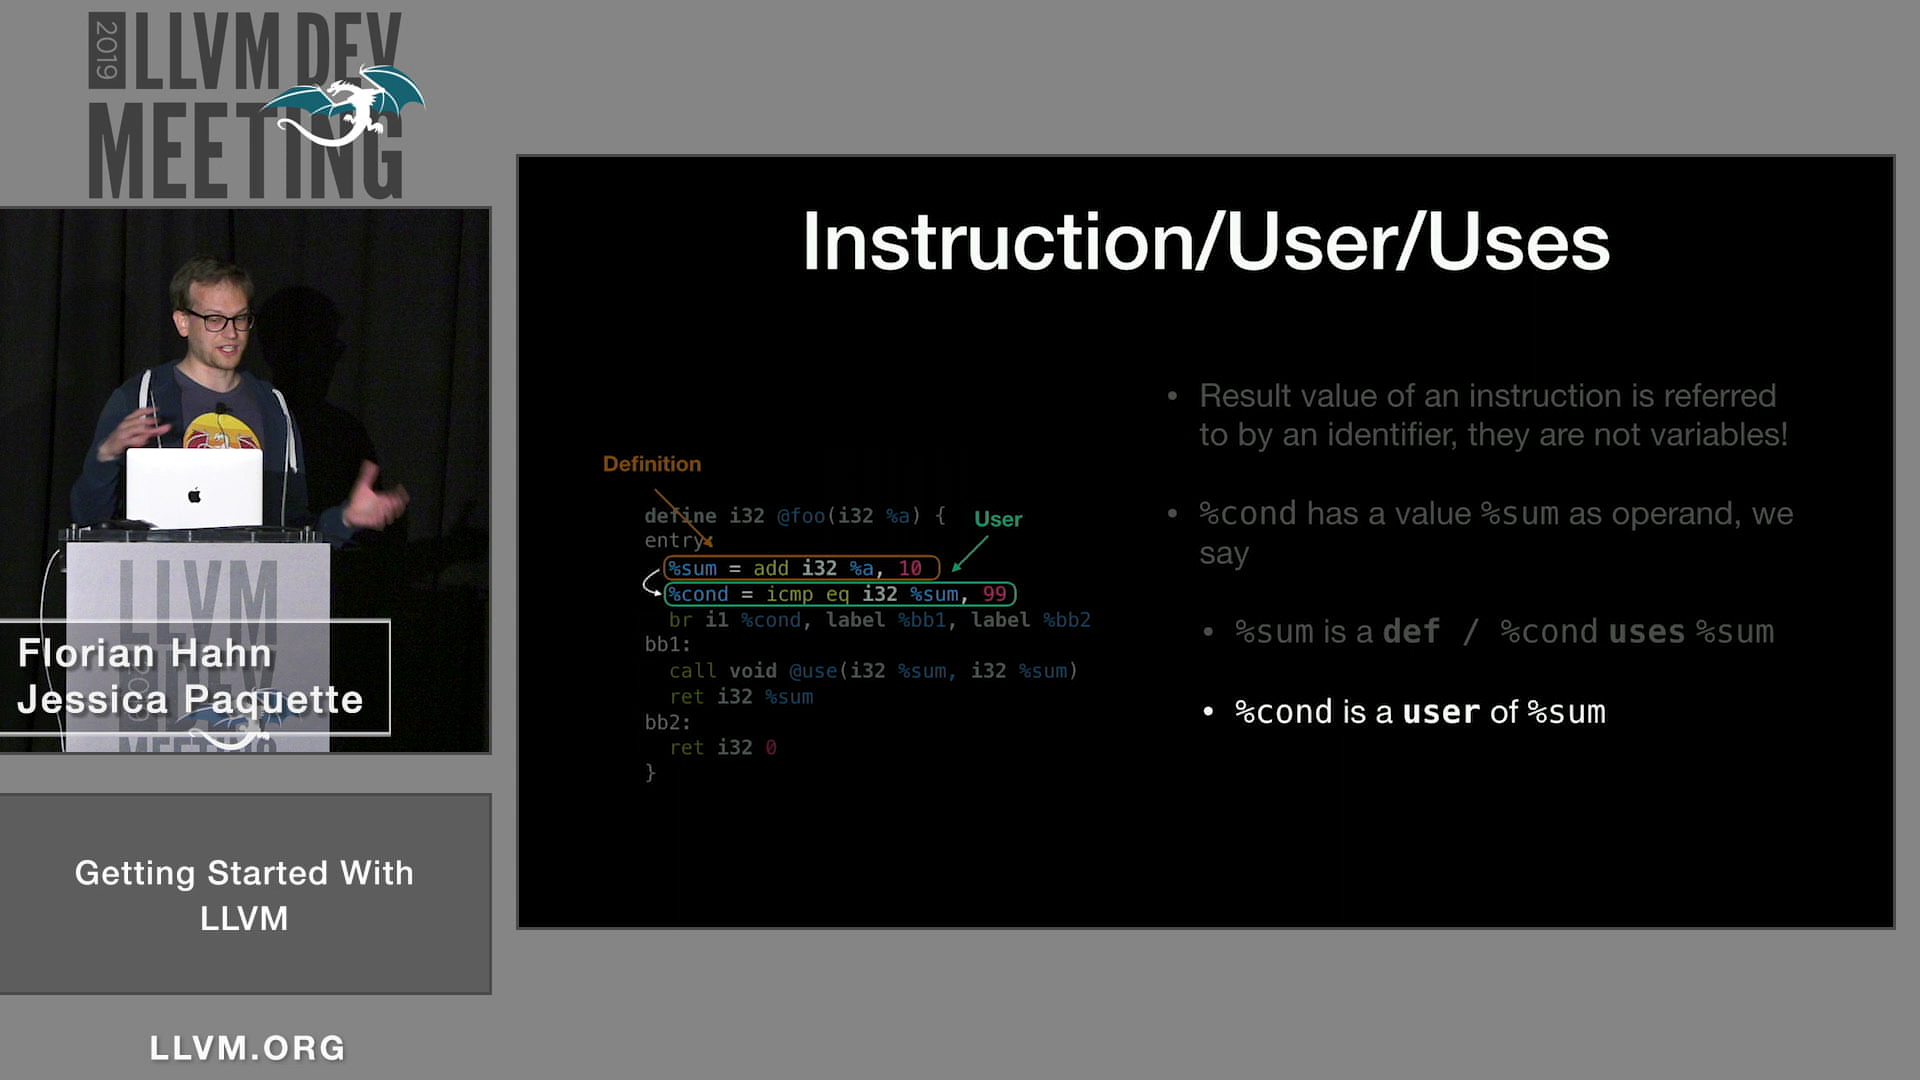 2019
LLVM DEV
MEETING
Instruction/User/Uses
Definition
User
define i32 @foo(i32 %a) {
entry:
%sum = add i32 %a, 10
%cond = icmp eq i32 %sum, 99
br i1 %cond, label %bb1, label %bb2
bb1:
call void @use(i32 %sum, i32 %sum)
ret i32 %sum
bb2:
ret i32 0
}
• Result value of an instruction is referred
to by an identifier, they are not variables!
• %cond has a value %sum as operand, we
say
• %sum is a def / %cond uses %sum
• %cond is a user of %sum
LLVM
DEV
2019
MEETING
Florian Hahn
Jessica Paquette
Getting Started With
LLVM
LLVM.ORG